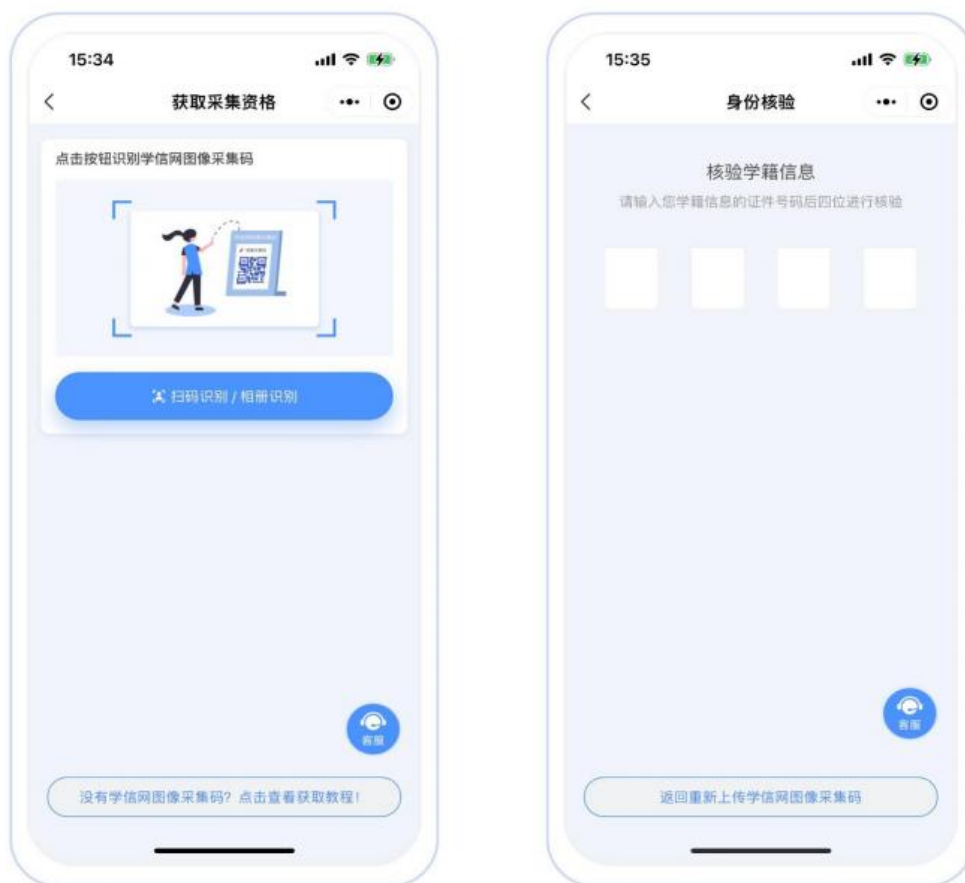 15:34
获取采集资格
点击按钮识别学信网图像采集码
扫码识别 / 相册识别
客服
没有学信网图像采集码？点击查看获取教程！
15:35
身份核验
核验学籍信息
请输入您学籍信息的证件号码后四位进行核验
客服
返回重新上传学信网图像采集码